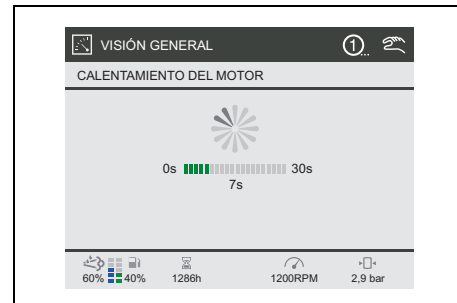 VISIÓN GENERAL 1...
CALENTAMIENTO DEL MOTOR
0s 30s
7s
60% 40% 1286h 1200RPM 2,9 bar